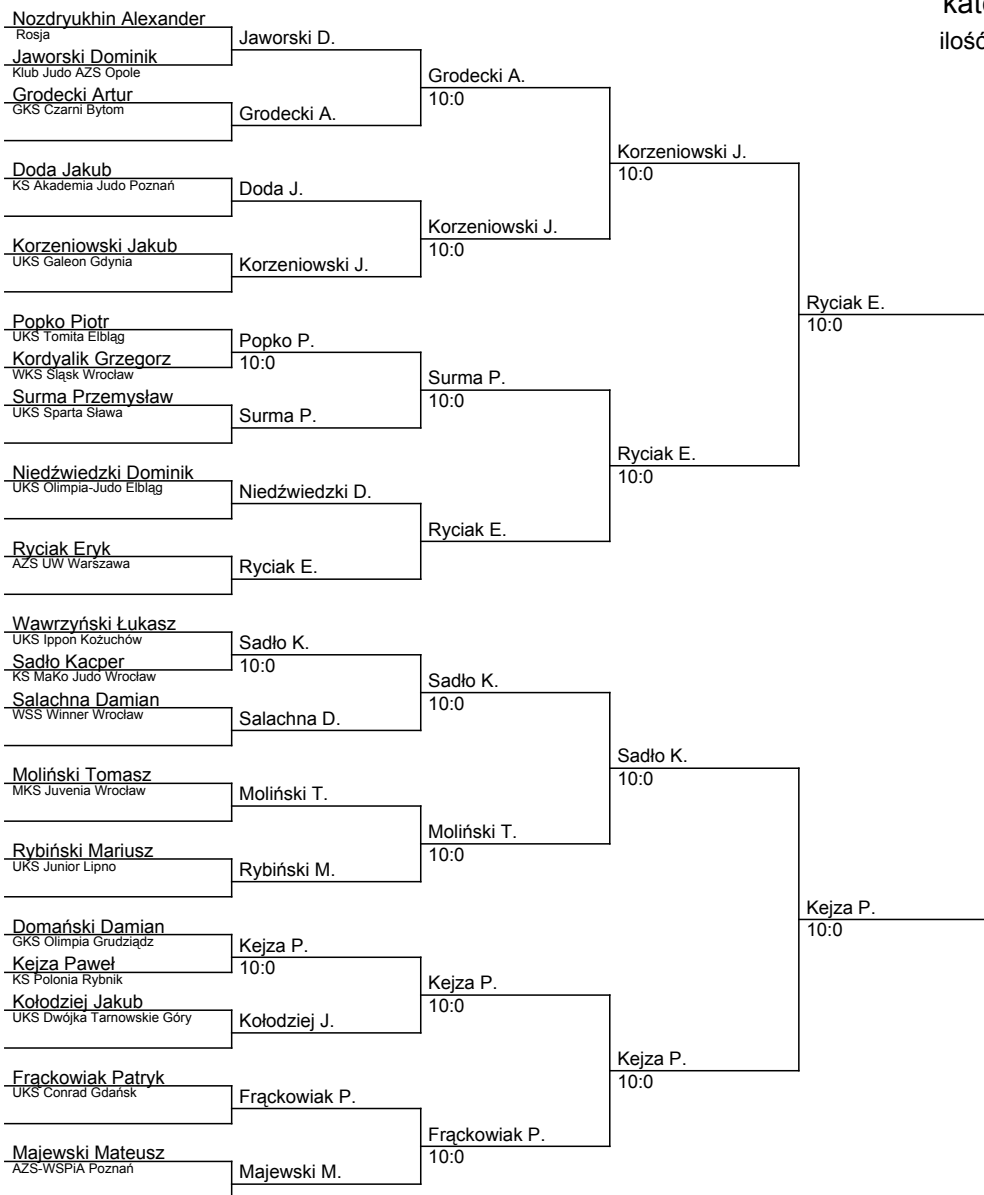 kate
ilość
Nozdryukhin Alexander
Rosja
Jaworski Dominik
Klub Judo AZS Opole
Grodecki Artur
GKS Czarni Bytom
Doda Jakub
KS Akademia Judo Poznań
Korzeniowski Jakub
UKS Galeon Gdynia
Popko Piotr
UKS Tomita Elbląg
Kordyalik Grzegorz
WKS Śląsk Wrocław
Surma Przemysław
UKS Sparta Sława
Niedźwiedzki Dominik
UKS Olimpia-Judo Elbląg
Ryciak Eryk
AZS UW Warszawa
Wawrzyński Łukasz
UKS Ippon Kożuchów
Sadło Kacper
KS MaKo Judo Wrocław
Salachna Damian
WSS Winner Wrocław
Moliński Tomasz
MKS Juvenia Wrocław
Rybiński Mariusz
UKS Junior Lipno
Domański Damian
GKS Olimpia Grudziądz
Kejza Paweł
KS Polonia Rybnik
Kołodziej Jakub
UKS Dwójka Tarnowskie Góry
Frąckowiak Patryk
UKS Conrad Gdańsk
Majewski Mateusz
AZS-WSPiA Poznań
Jaworski D.
Grodecki A.
Doda J.
Korzeniowski J.
Popko P.
10:0
Surma P.
Niedźwiedzki D.
Ryciak E.
Sadło K.
10:0
Salachna D.
Moliński T.
Rybiński M.
Kejza P.
10:0
Kołodziej J.
Frąckowiak P.
Majewski M.
Grodecki A.
10:0
Korzeniowski J.
10:0
Surma P.
10:0
Ryciak E.
Sadło K.
10:0
Moliński T.
10:0
Kejza P.
10:0
Frąckowiak P.
10:0
Korzeniowski J.
10:0
Ryciak E.
10:0
Sadło K.
10:0
Kejza P.
10:0
Ryciak E.
10:0
Kejza P.
10:0